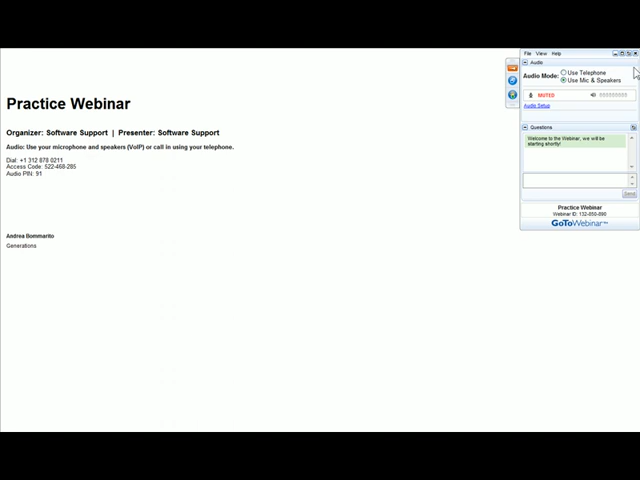 File View Help
Audio
Audio Mode: Use Telephone
Use Mic & Speakers
MUTED
Audio Setup
Questions
Welcome to the Webinar, we will be
starting shortly!
Send
Practice Webinar
Webinar ID: 132-850-880
GoToWebinar™
Practice Webinar
Organizer: Software Support | Presenter: Software Support
Audio: Use your microphone and speakers (VoIP) or call in using your telephone.
Dial: +1 312 878 0211
Access Code: 522-468-285
Audio PIN: 91
Andrea Bommarito
Generations